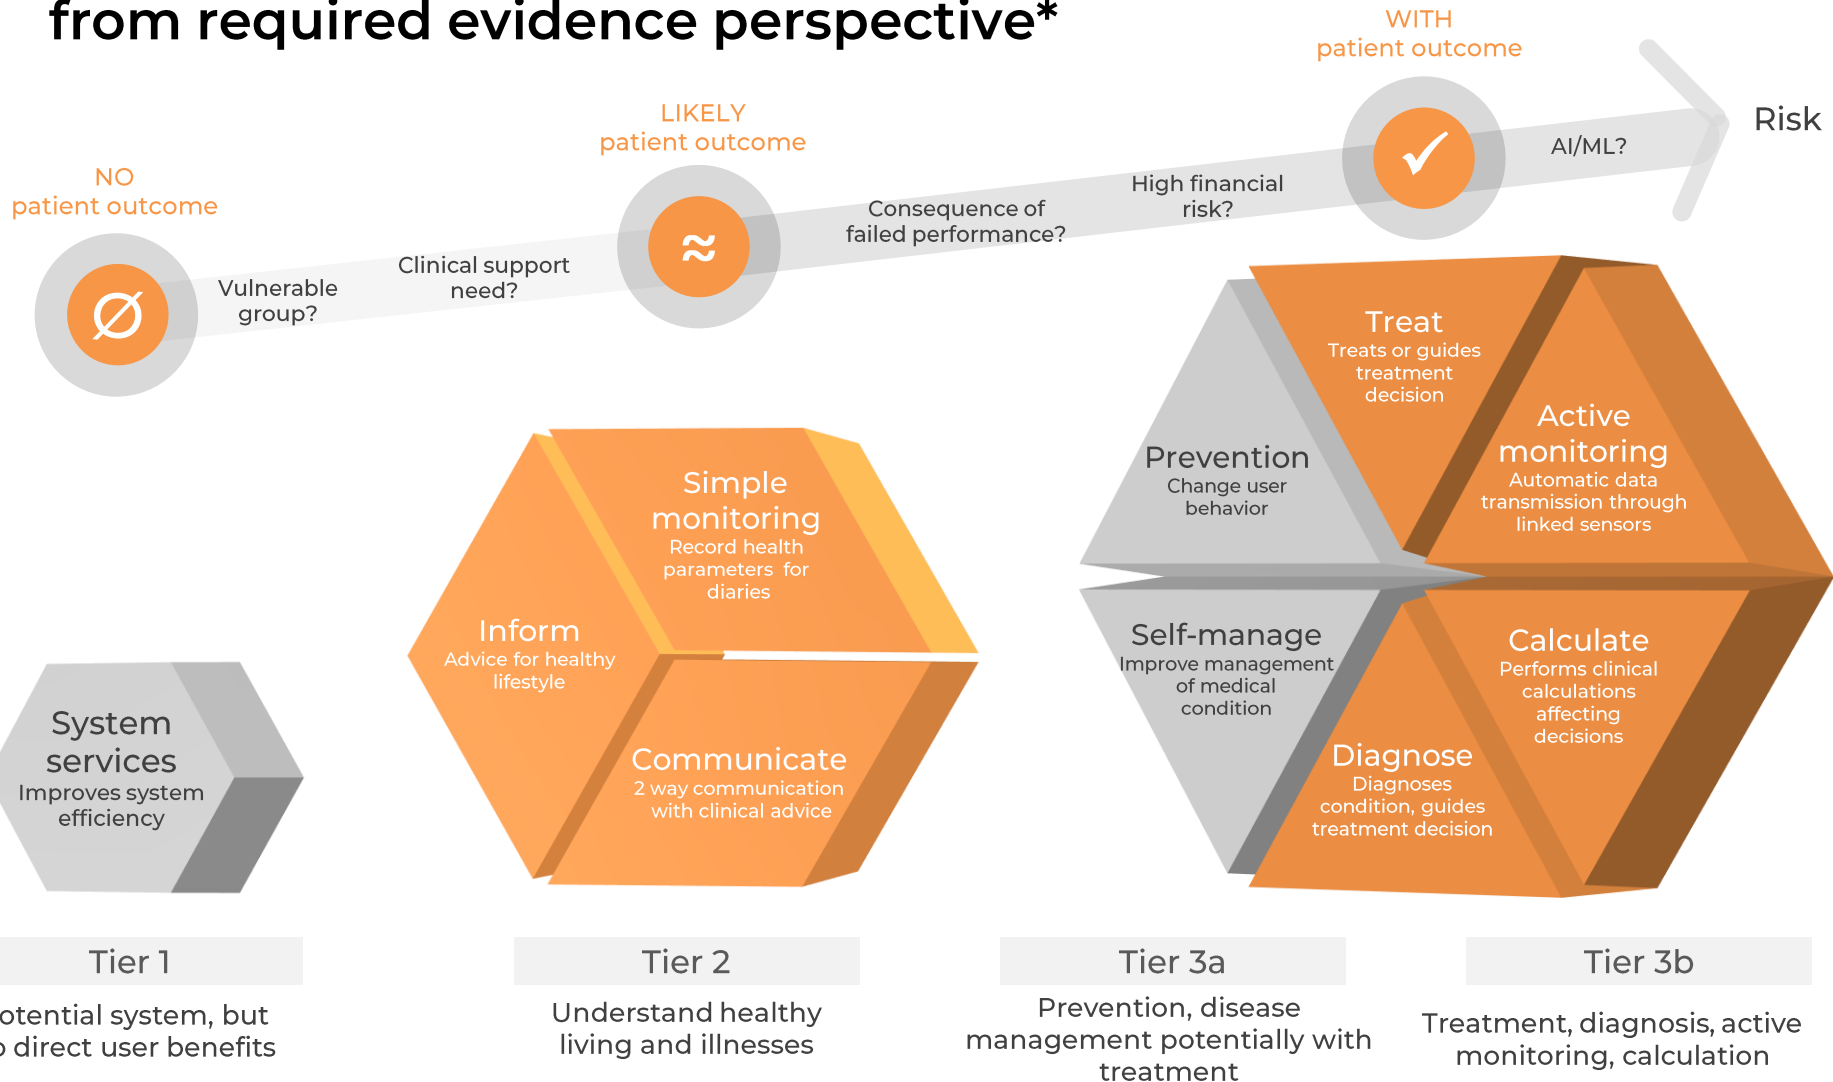 from required evidence perspective*
WITH
patient outcome
Risk
AI/ML?
LIKELY
patient outcome
High financial
risk?
Consequence of
failed performance?
NO
patient outcome
Clinical support
need?
Vulnerable
group?
≈
Ø
System
services
Improves system
efficiency
Simple
monitoring
Record health
parameters for
diaries
Inform
Advice for healthy
lifestyle
Communicate
2 way communication
with clinical advice
Treat
Treats or guides
treatment
decision
Active
monitoring
Automatic data
transmission through
linked sensors
Prevention
Change user
behavior
Self-manage
Improve management
of medical
condition
Calculate
Performs clinical
calculations
affecting
decisions
Diagnose
Diagnoses
condition, guides
treatment decision
Tier 1
otential system, but
o direct user benefits
Tier 2
Understand healthy
living and illnesses
Tier 3a
Prevention, disease
management potentially with
treatment
Tier 3b
Treatment, diagnosis, active
monitoring, calculation